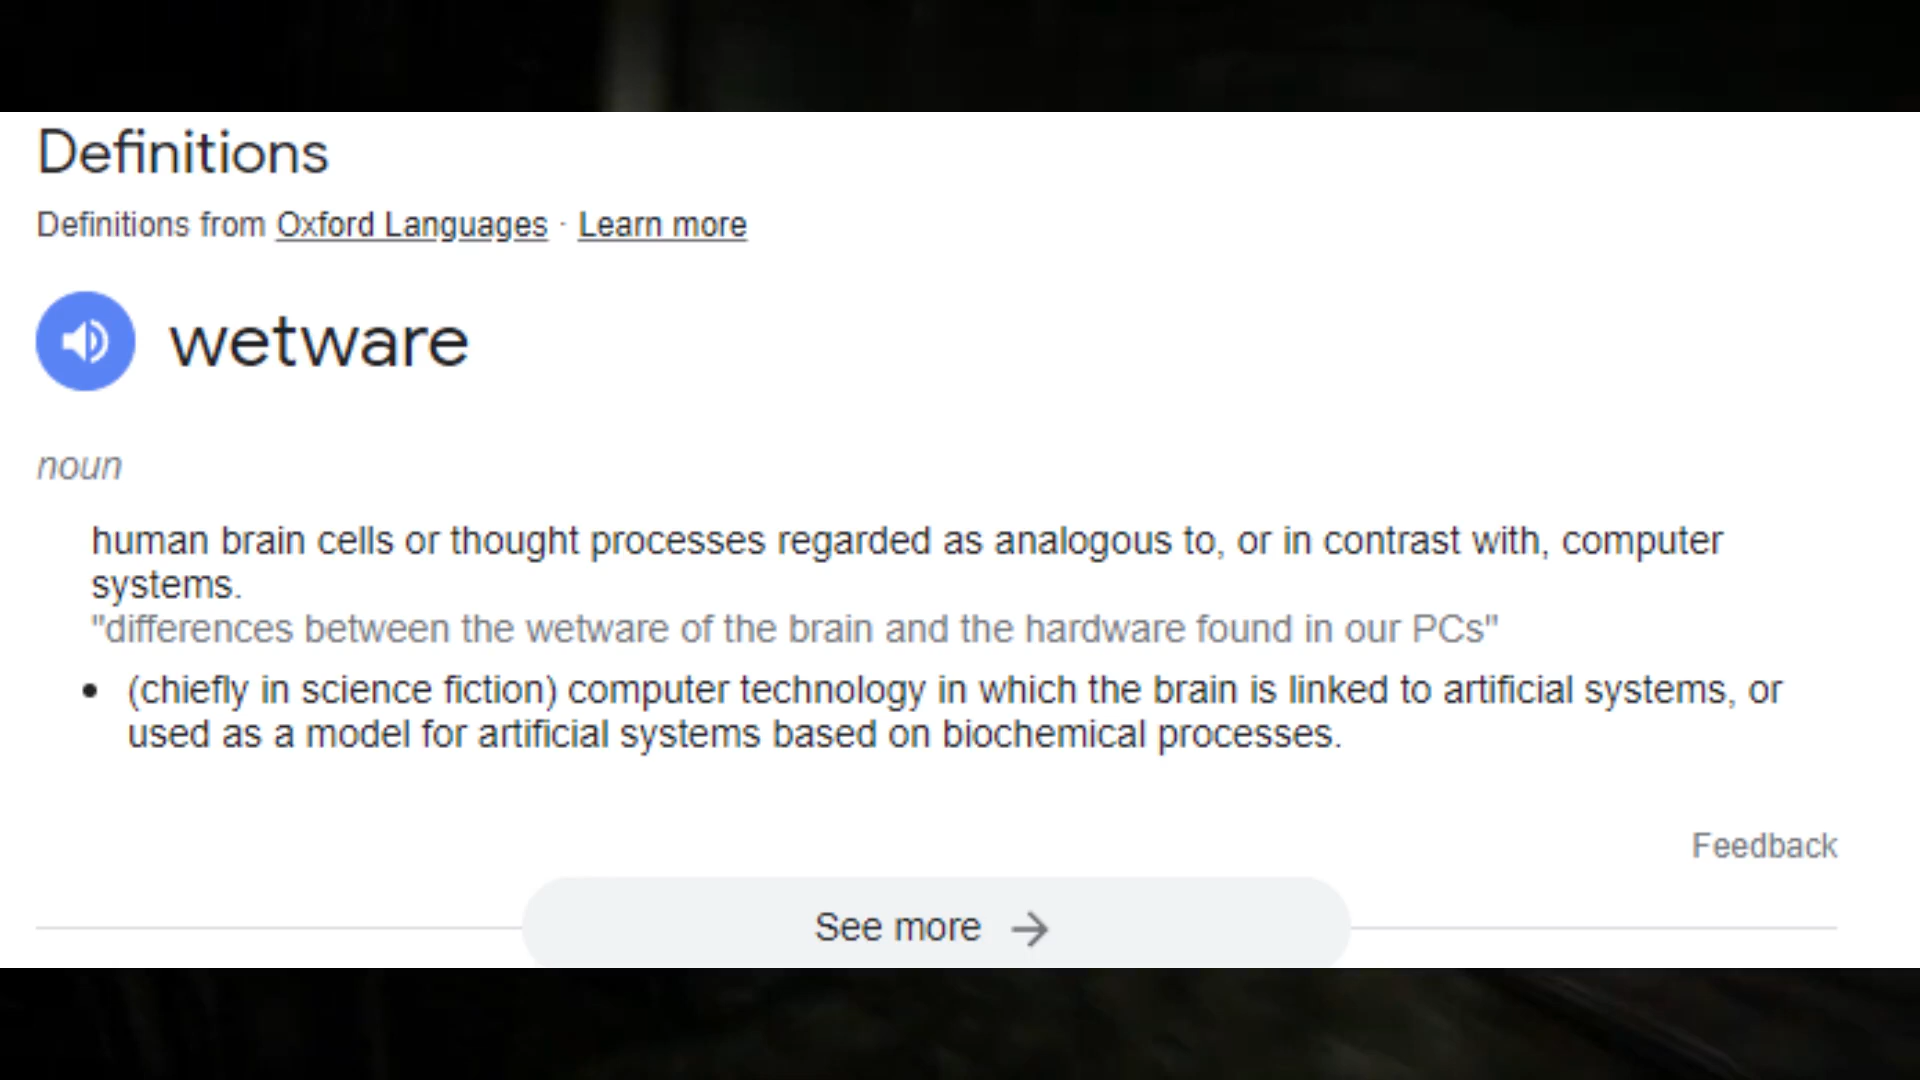 Definitions
Definitions from Oxford Languages · Learn more
wetware
noun
human brain cells or thought processes regarded as analogous to, or in contrast with, computer
systems.
"differences between the wetware of the brain and the hardware found in our PCs"
• (chiefly in science fiction) computer technology in which the brain is linked to artificial systems, or
used as a model for artificial systems based on biochemical processes.
Feedback
See more →